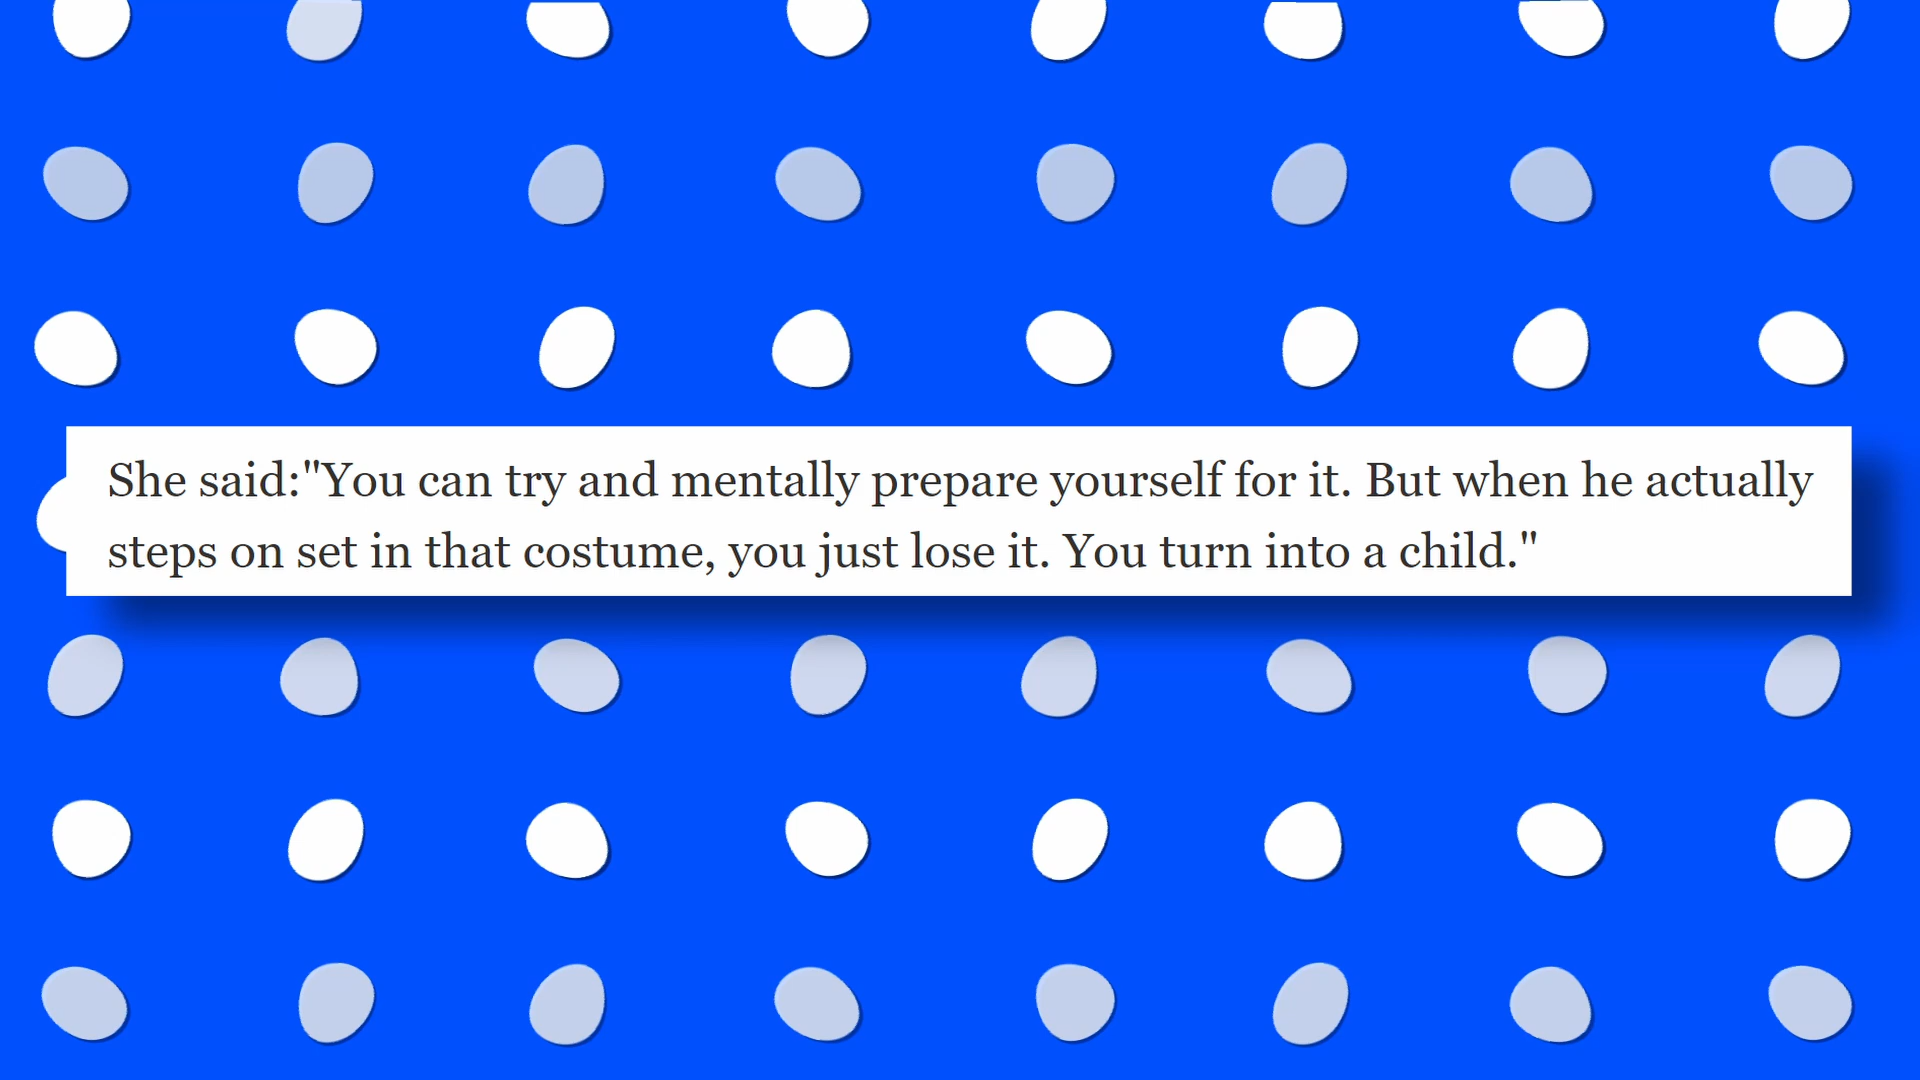 She said:"You can try and mentally prepare yourself for it. But when he actually
steps on set in that costume, you just lose it. You turn into a child."